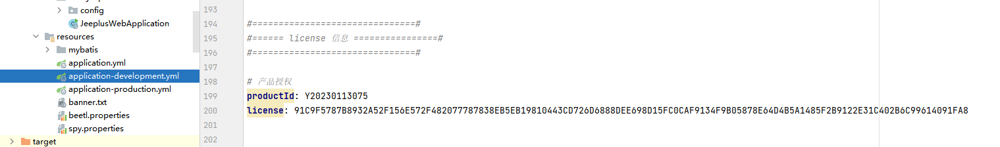 config
JeeplusWebApplication
resources
mybatis
application.yml
application-development.yml
application-production.yml
banner.txt
beetl.properties
spy.properties
target
193
194 #===============================#
195 #====== license 信息 ================#
196 #===============================#
197
198 # 产品授权
199 productId: Y20230113075
200 license: 91C9F5787B8932A52F156E572F482077787838EB5EB19810443CD726D6888DEE698D15FC0CAF9134F9B05878E64D4B5A1485F2B9122E31C402B6C99614091FA8
201
202